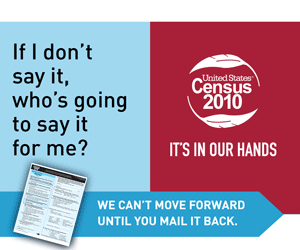 If I don't
say it,
who's going
to say it
for me?
United States®
Census
2010
IT'S IN OUR HANDS
WE CAN'T MOVE FORWARD
UNTIL YOU MAIL IT BACK.